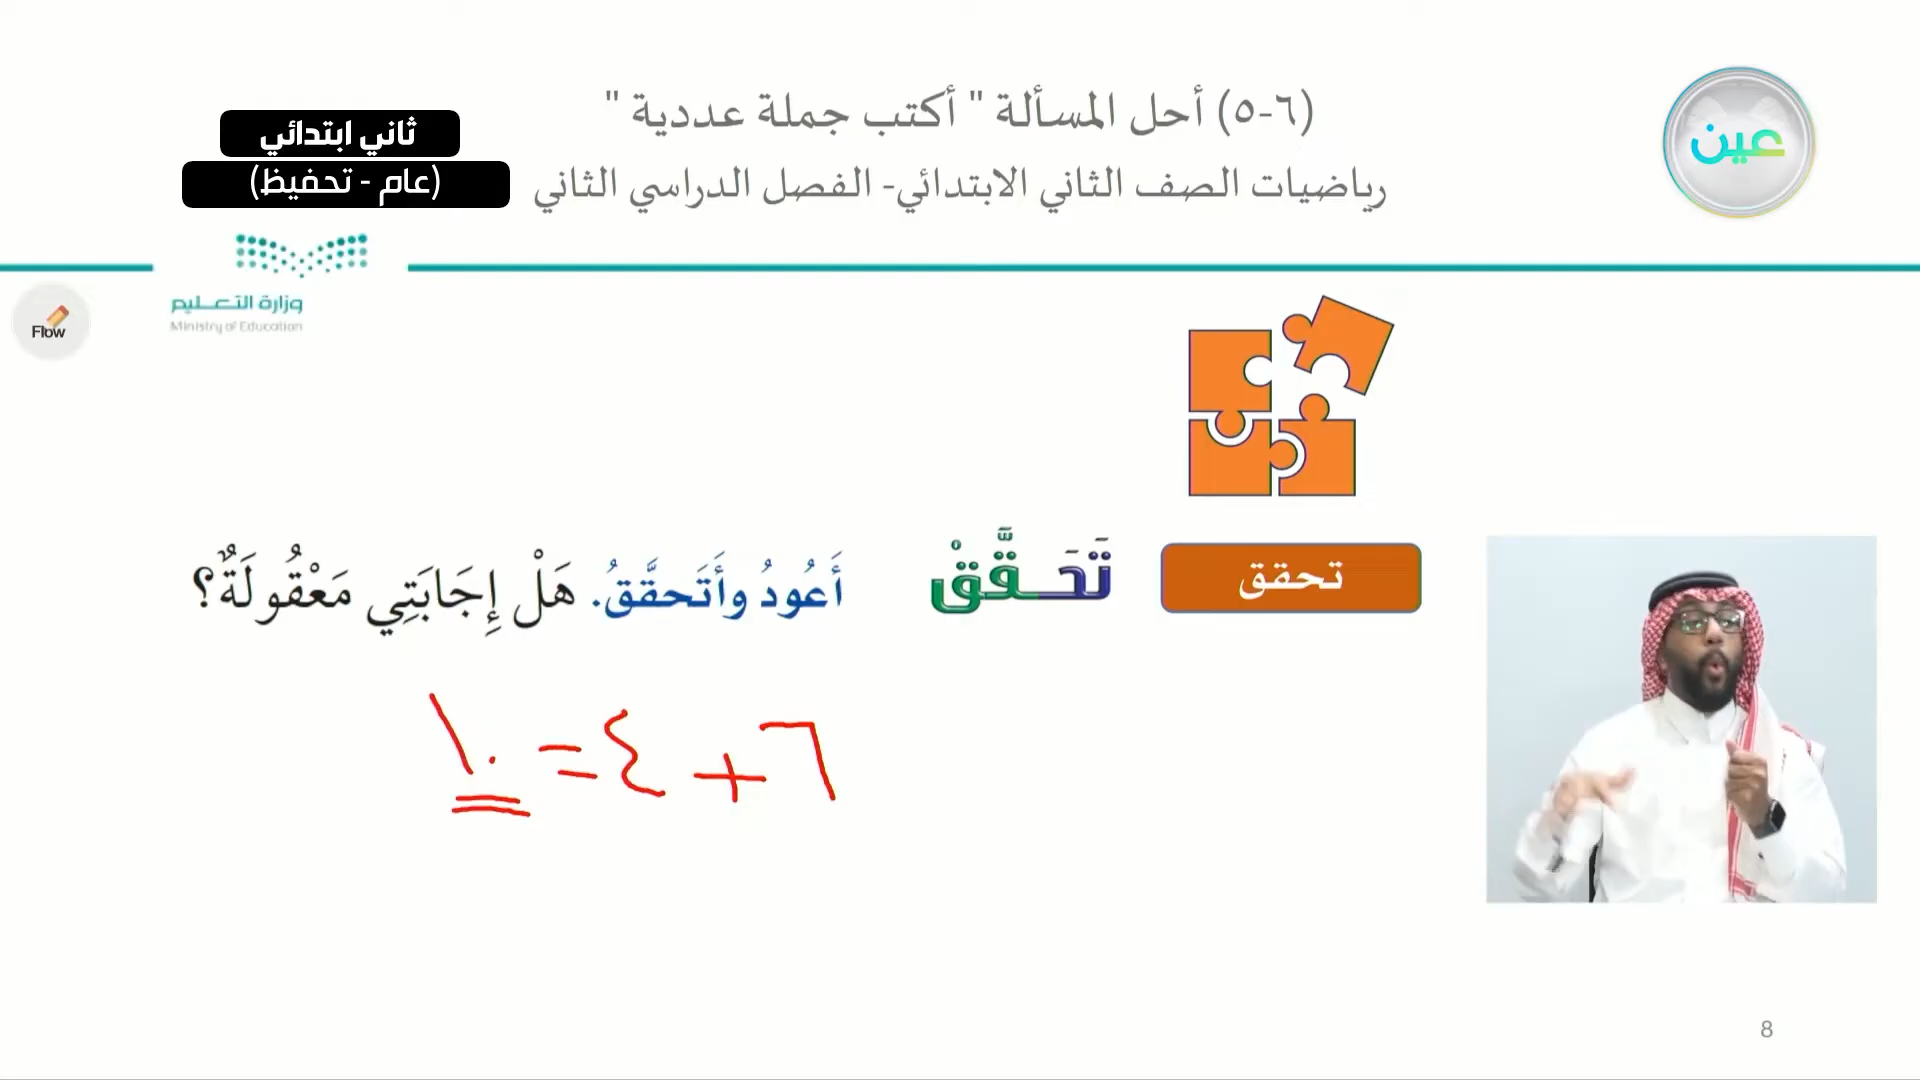 (٦-٥) أحل المسألة " أكتب جملة عددية "
رياضيات الصف الثاني الابتدائي- الفصل الدراسي الثاني
عين
ثاني ابتدائي
(عام - تحفيظ)
وزارة التعليم
Ministry of Education
Flow
تحقق
تَحَقَّقْ
أَعُودُ وأَتَحقَّقُ. هَلْ إِجَابَتِي مَعْقُولَةٌ؟
٦ + ٤ = ١٠
8